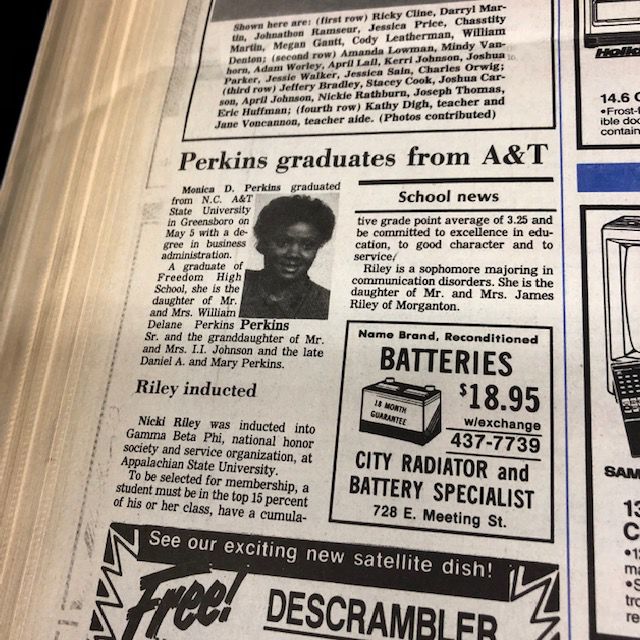 Shown here are: (first row) Ricky Cline, Darryl Mar-
tin, Johnathon Ramseur, Jessica Price, Chasstity
Martin, Megan Gantt, Cody Leatherman, William
Denton; (second row) Amanda Lowman, Mindy Van-
horn, Adam Worley, April Lail, Kerri Johnson, Joshua
Parker, Jessie Walker, Jessica Sain, Charles Orwig;
(third row) Jeffery Bradley, Stacey Cook, Joshua Car-
son, April Johnson, Nickie Rathburn, Joseph Thomas,
Eric Huffman; (fourth row) Kathy Digh, teacher and
Jane Voncannon, teacher aide. (Photos contributed)
Perkins graduates from A&T
Monica D. Perkins graduated
from N.C. A&T
State University
in Greensboro on
May 5 with a de-
gree in business
administration.
A graduate of
Freedom High
School, she is the
daughter of Mr.
and Mrs. William
Delane Perkins Perkins
Sr. and the granddaughter of Mr.
and Mrs. I.I. Johnson and the late
Daniel A. and Mary Perkins.
Riley inducted
Nicki Riley was inducted into
Gamma Beta Phi, national honor
society and service organization, at
Appalachian State University.
To be selected for membership, a
student must be in the top 15 percent
of his or her class, have a cumula-
School news
tive grade point average of 3.25 and
be committed to excellence in edu-
cation, to good character and to
service/
Riley is a sophomore majoring in
communication disorders. She is the
daughter of Mr. and Mrs. James
Riley of Morganton.
Name Brand, Reconditioned
BATTERIES
18 MONTH
GUARANTEE
$18.95
w/exchange
437-7739
CITY RADIATOR and
BATTERY SPECIALIST
728 E. Meeting St.
See our exciting new satellite dish!
Free!
DESCRAMBLER
14.6 C
•Frost-f
ible doo
contain
SAM
13
C
•1
ma
•S
tro
re